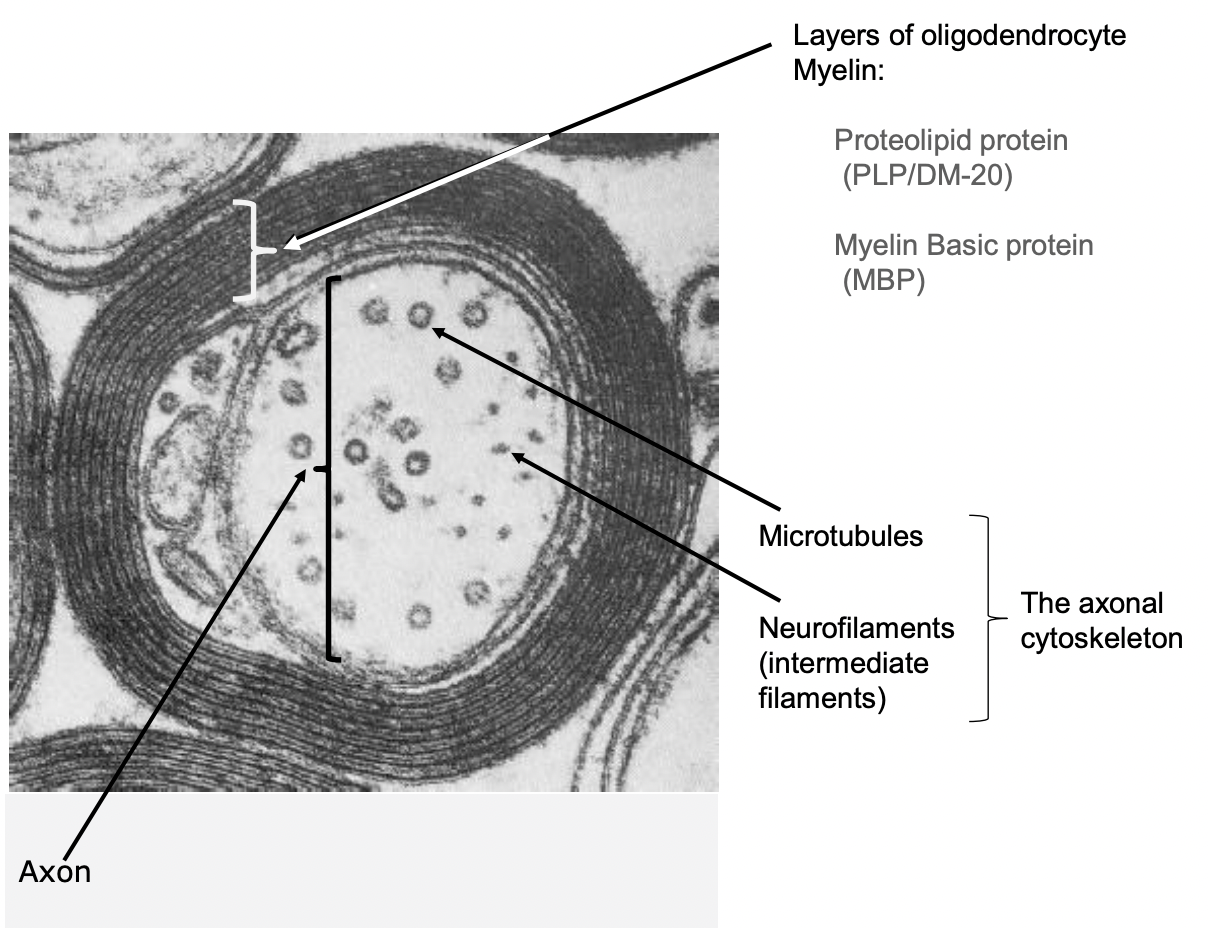 Layers of oligodendrocyte
Myelin:
Proteolipid protein
(PLP/DM-20)
Myelin Basic protein
(MBP)
Microtubules
Neurofilaments
(intermediate
filaments)
The axonal
cytoskeleton
Axon